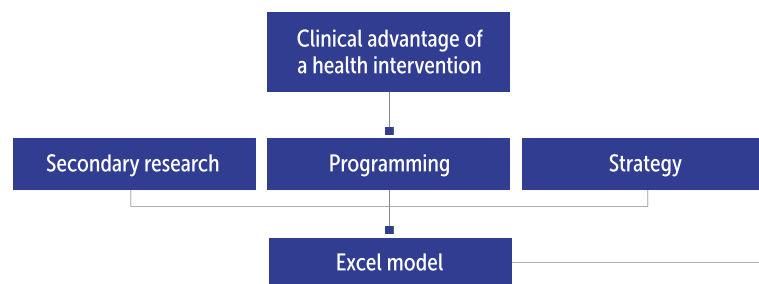 Clinical advantage of
a health intervention
Secondary research
Programming
Strategy
Excel model